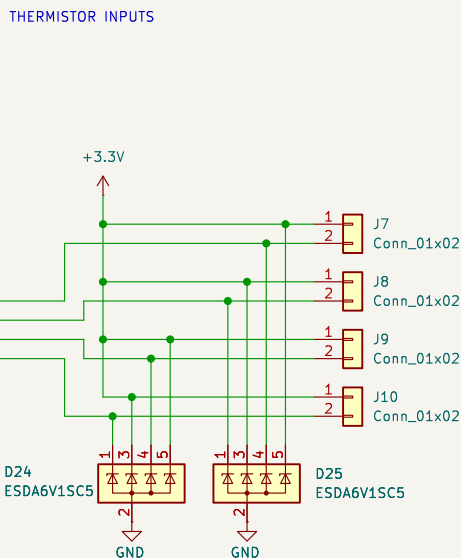 THERMISTOR INPUTS
+3.3V
1 J7
2 Conn_01x02
1 J8
2 Conn_01x02
1 J9
2 Conn_01x02
1 J10
2 Conn_01x02
1 3 4 5
1 3 4 5
D24
ESDA6V1SC5
D25
ESDA6V1SC5
2
2
GND
GND